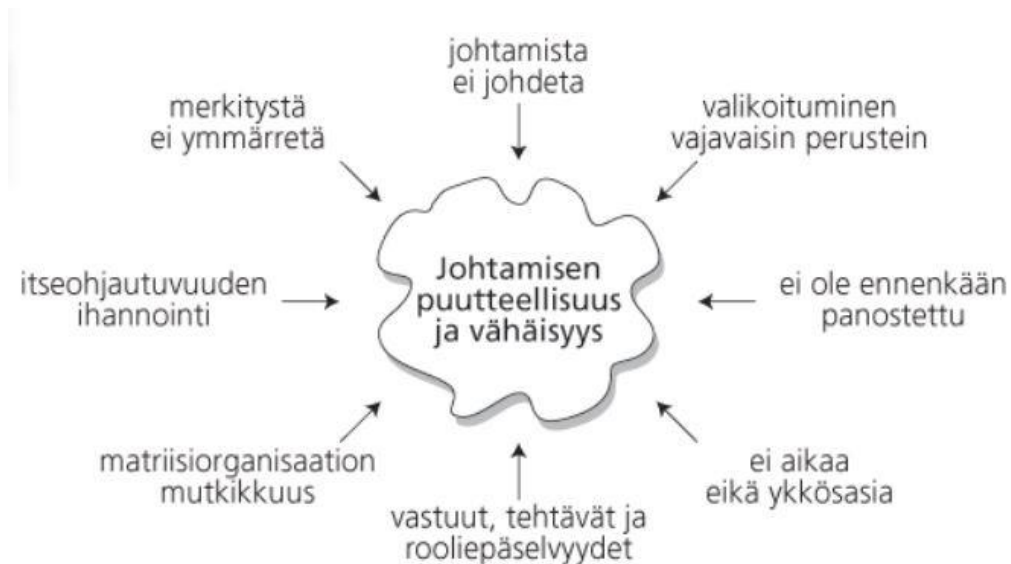 johtamista
ei johdeta
merkitystä
ei ymmärretä
valikoituminen
vajavaisin perustein
itseohjautuvuuden
ihannointi
Johtamisen
puutteellisuus
ja vähäisyys
ei ole ennenkään
panostettu
matriisiorganisaation
mutkikkuus
ei aikaa
eikä ykkösasia
vastuut, tehtävät ja
rooliepäselvyydet